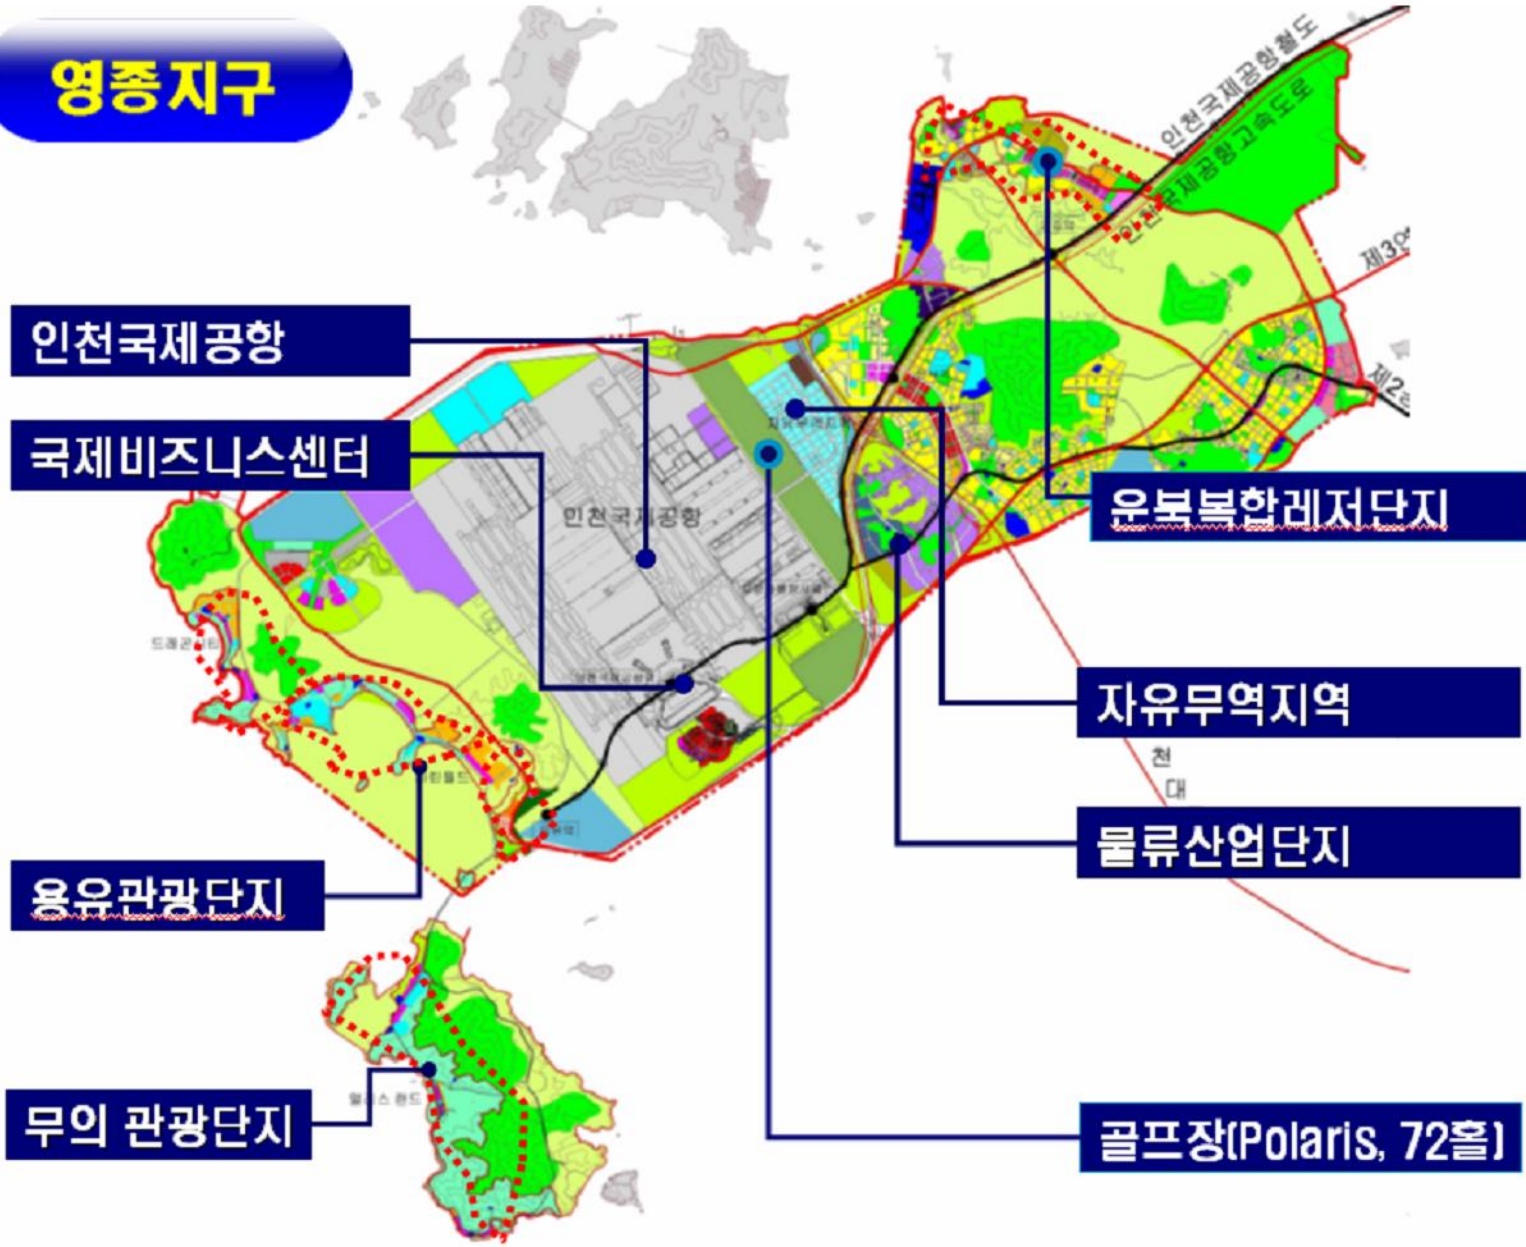 영종지구
인천국제공항철도
인천국제공항고속도로
제3연
제2
인천국제공항
국제비즈니스센터
인천국제공항
운북복합레저단지
자유무역지역
천
대
물류산업단지
용유관광단지
무의 관광단지
골프장(Polaris, 72홀)